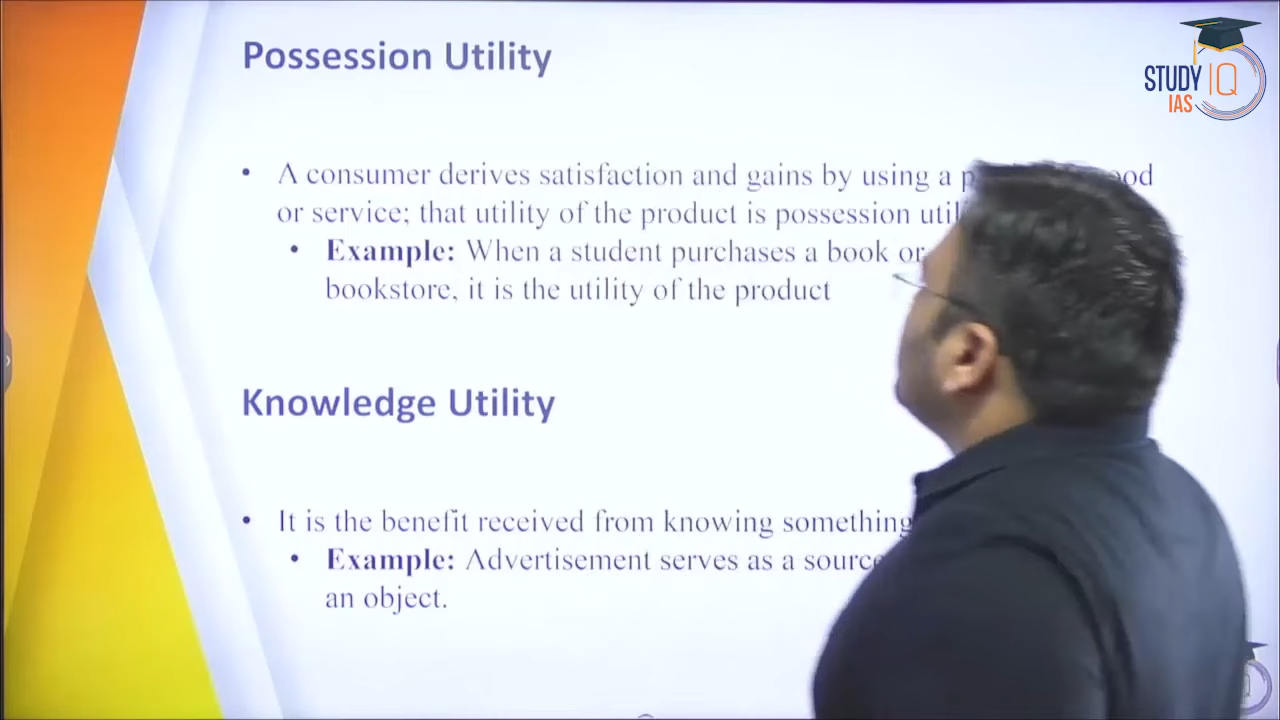 Possession Utility
STUDY IQ
IAS
• A consumer derives satisfaction and gains by using a
or service; that utility of the product is possession
• Example: When a student purchases a book or
bookstore, it is the utility of the product
Knowledge Utility
• It is the benefit received from knowing something
• Example: Advertisement serves as a
an object.